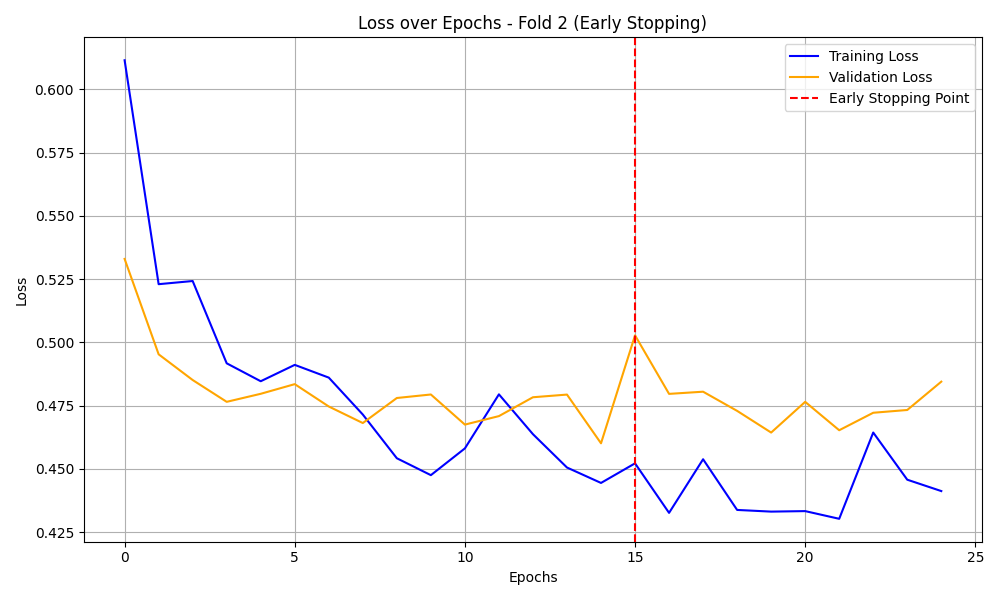 Loss over Epochs - Fold 2 (Early Stopping)
Training Loss
Validation Loss
Early Stopping Point
Loss
0.600
0.575
0.550
0.525
0.500
0.475
0.450
0.425
0 5 10 15 20 25
Epochs